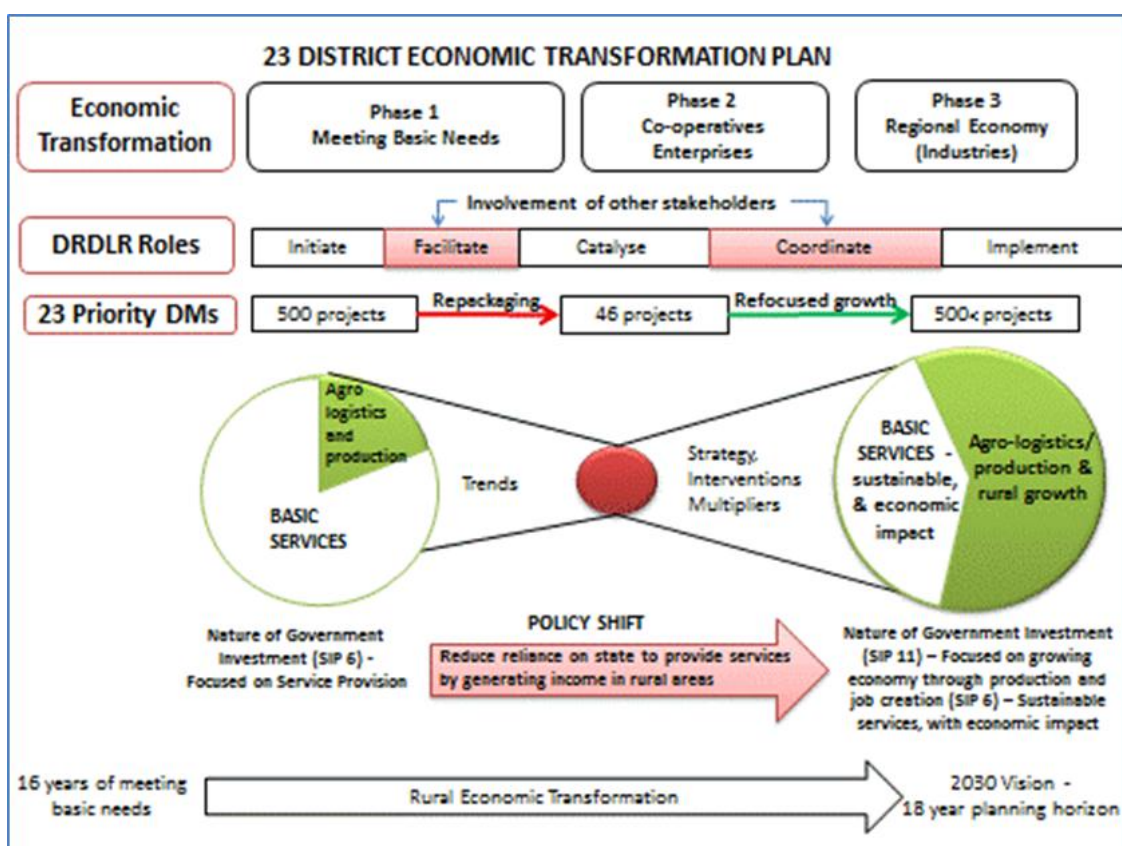 23 DISTRICT ECONOMIC TRANSFORMATION PLAN
Economic
Transformation
Phase 1
Meeting Basic Needs
Phase 2
Co-operatives
Enterprises
Phase 3
Regional Economy
(Industries)
Involvement of other stakeholders
DRDLR Roles
Initiate
Facilitate
Catalyse
Coordinate
Implement
23 Priority DMs
500 projects
Repackaging
46 projects
Refocused growth
500< projects
Agro
logistics
and
production
BASIC
SERVICES
Trends
Strategy,
Interventions
Multipliers
BASIC
SERVICES -
sustainable,
& economic
impact
Agro-logistics/
production &
rural growth
Nature of Government
Investment (SIP 6) -
Focused on Service Provision
POLICY SHIFT
Reduce reliance on state to provide services
by generating income in rural areas
Nature of Government Investment
(SIP 11) – Focused on growing
economy through production and
job creation (SIP 6) – Sustainable
services, with economic impact
16 years of meeting
basic needs
Rural Economic Transformation
2030 Vision -
18 year planning horizon